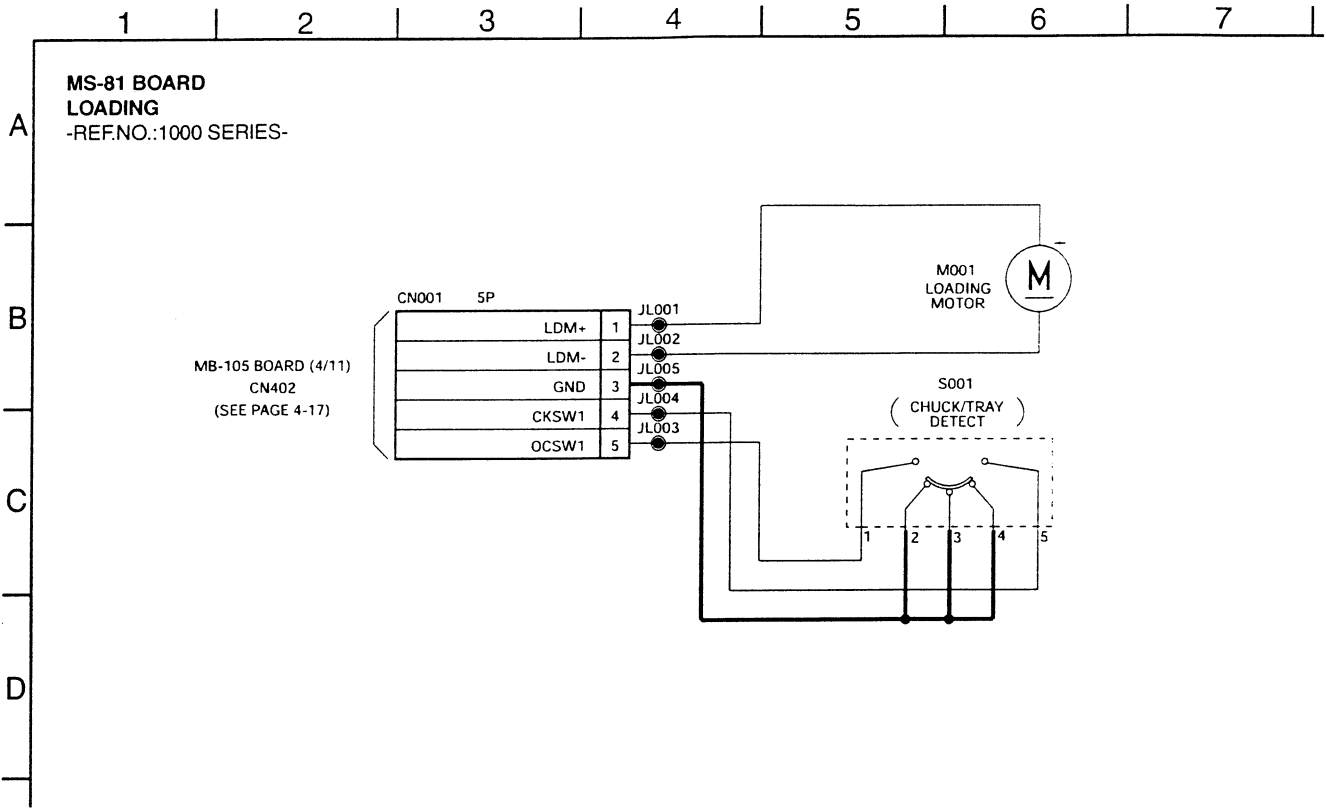 1 2 3 4 5 6 7
A
B
C
D
MS-81 BOARD
LOADING
-REF.NO.:1000 SERIES-
M001
LOADING
MOTOR
M
-
CN001 5P
LDM+ 1 JL001
LDM- 2 JL002
GND 3 JL005
CKSW1 4 JL004
OCSW1 5 JL003
MB-105 BOARD (4/11)
CN402
(SEE PAGE 4-17)
S001
( CHUCK/TRAY
DETECT )
1 2 3 4 5